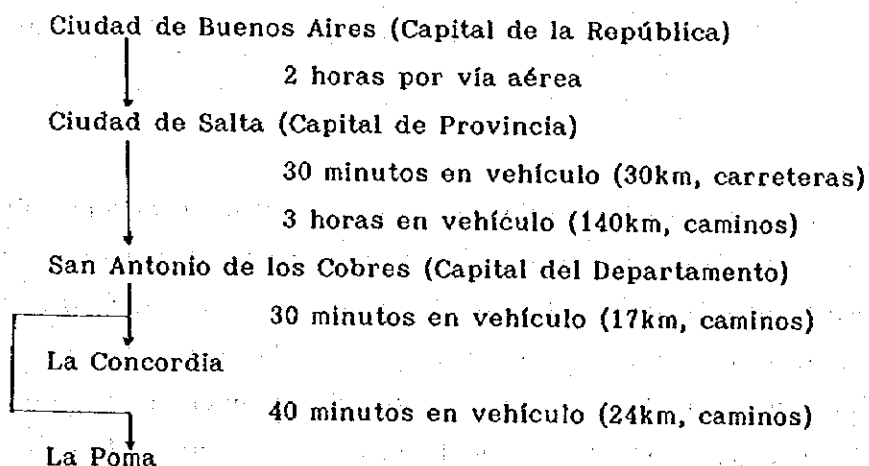 Ciudad de Buenos Aires (Capital de la República)
2 horas por vía aérea
Ciudad de Salta (Capital de Provincia)
30 minutos en vehículo (30km, carreteras)
3 horas en vehículo (140km, caminos)
San Antonio de los Cobres (Capital del Departamento)
30 minutos en vehículo (17km, caminos)
La Concordia
40 minutos en vehículo (24km, caminos)
La Poma